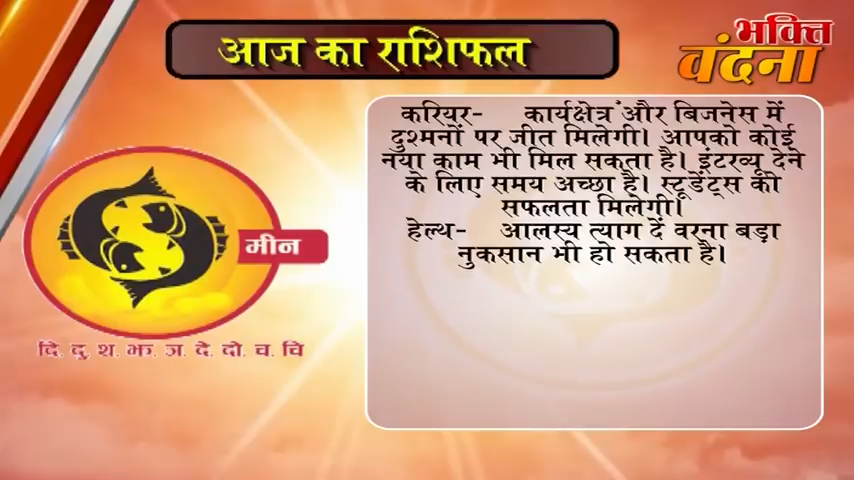 आज का राशिफल
भक्ति
वंदना
करियर- कार्यक्षेत्र और बिजनेस में
दुश्मनों पर जीत मिलेगी। आपको कोई
नया काम भी मिल सकता है। इंटरव्यू देने
के लिए समय अच्छा है। स्टूडेंट्स को
सफलता मिलेगी।
हेल्थ- आलस्य त्याग दें वरना बड़ा
नुकसान भी हो सकता है।
मीन
दि. दु. श. झ. ञ. दे. दो. च. चि